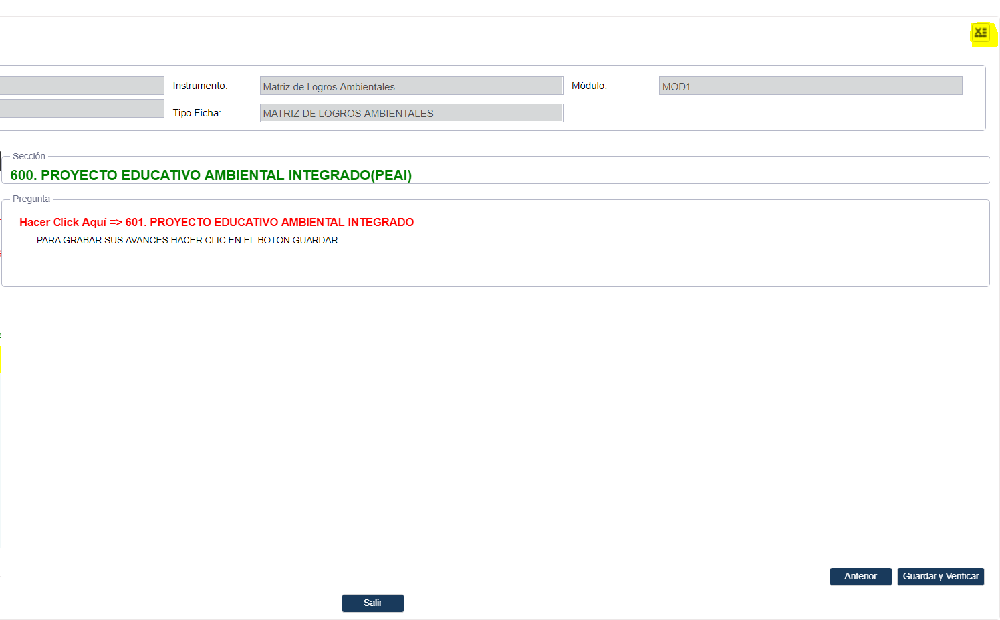 Instrumento:
Matriz de Logros Ambientales
Módulo:
MOD1
Tipo Ficha:
MATRIZ DE LOGROS AMBIENTALES
Sección
600. PROYECTO EDUCATIVO AMBIENTAL INTEGRADO(PEAI)
Pregunta
Hacer Click Aquí => 601. PROYECTO EDUCATIVO AMBIENTAL INTEGRADO
PARA GRABAR SUS AVANCES HACER CLIC EN EL BOTON GUARDAR
Anterior
Guardar y Verificar
Salir